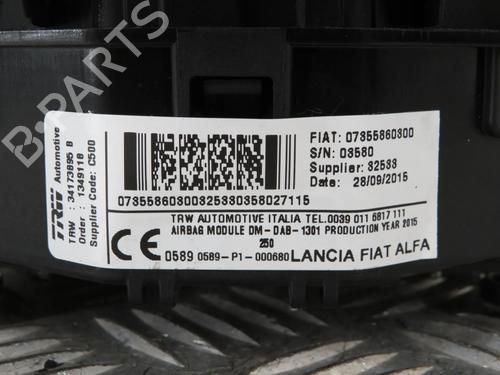 B-PARTS
TRW Automotive
TRW : 34173895 B
Order : 1349118
Supplier Code: C500
FIAT: 07355860300
S/N: 03580
Supplier: 32533
Date: 28/09/2015
07355860300325330358027115
TRW AUTOMOTIVE ITALIA TEL.0039 011 6817 111
AIRBAG MODULE DM-DAB-1301 PRODUCTION YEAR 2015
250
CE 0589 0589-P1-000680 LANCIA FIAT ALFA